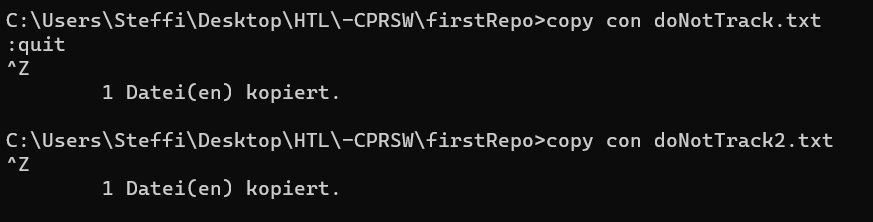 C:\Users\Steffi\Desktop\HTL\-CPRSW\firstRepo>copy con doNotTrack.txt
:quit
^Z
        1 Datei(en) kopiert.

C:\Users\Steffi\Desktop\HTL\-CPRSW\firstRepo>copy con doNotTrack2.txt
^Z
        1 Datei(en) kopiert.